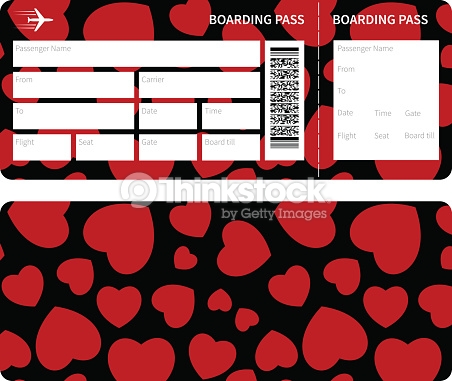 BOARDING PASS
Passenger Name
From Carrier
To Date Time
Flight Seat Gate Board till
BOARDING PASS
Passenger Name
From
To
Date Time Gate
Flight Seat Board till
Thinkstock
by Getty Images